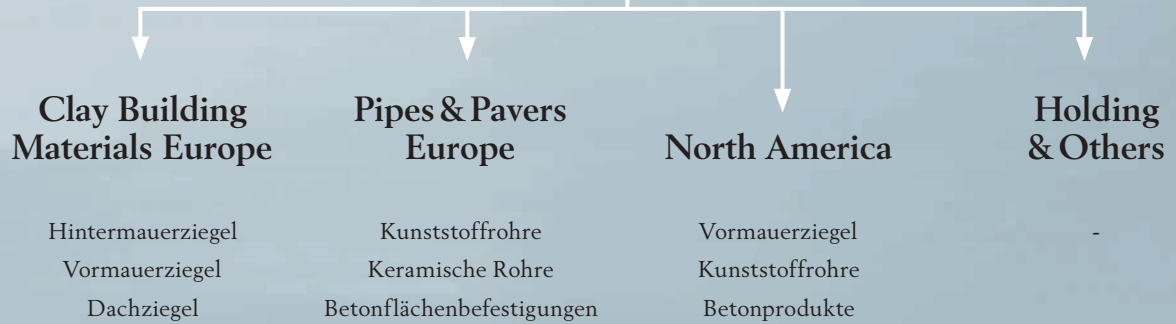 Clay Building
Materials Europe
Pipes & Pavers
Europe
North America
Holding
& Others
Hintermauerziegel
Vormauerziegel
Dachziegel
Kunststoffrohre
Keramische Rohre
Betonflächenbefestigungen
Vormauerziegel
Kunststoffrohre
Betonprodukte
-